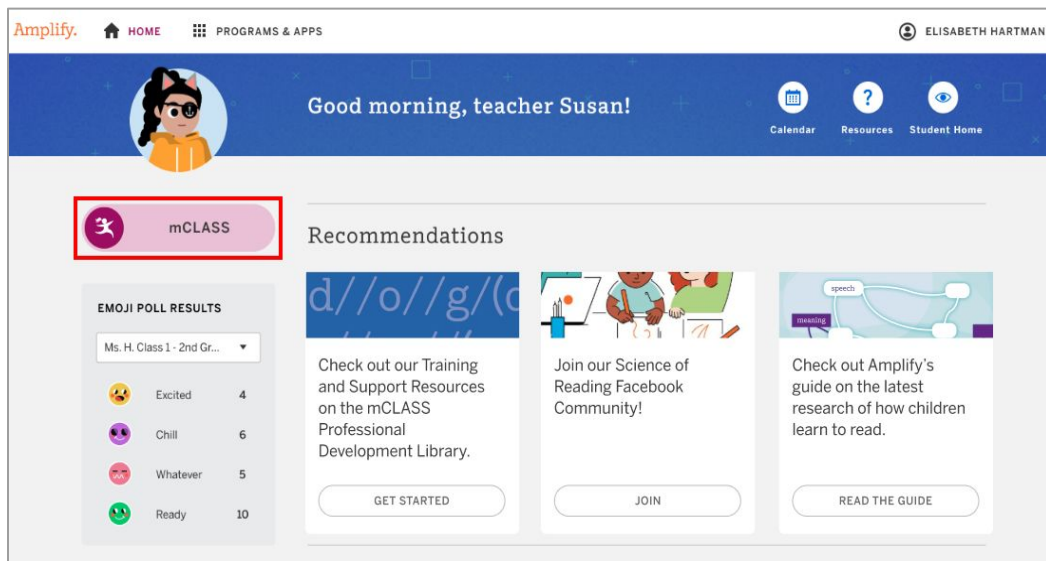 Amplify. HOME PROGRAMS & APPS ELISABETH HARTMAN
Good morning, teacher Susan!
Calendar Resources Student Home
mCLASS
Recommendations
EMOJI POLL RESULTS
Ms. H. Class 1 - 2nd Gr...
Excited 4
Chill 6
Whatever 5
Ready 10
d//o//g/(c
Check out our Training
and Support Resources
on the mCLASS
Professional
Development Library.
GET STARTED
Join our Science of
Reading Facebook
Community!
JOIN
speech
meaning
Check out Amplify's
guide on the latest
research of how children
learn to read.
READ THE GUIDE